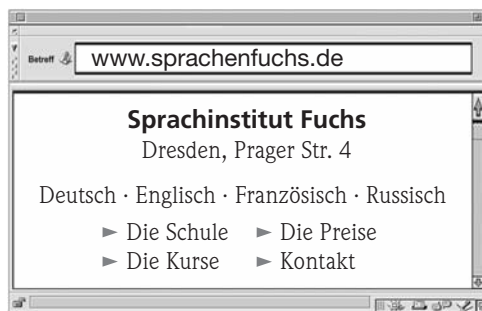 Betreff www.sprachenfuchs.de
Sprachinstitut Fuchs
Dresden, Prager Str. 4
Deutsch · Englisch · Französisch · Russisch
► Die Schule ► Die Preise
► Die Kurse ► Kontakt